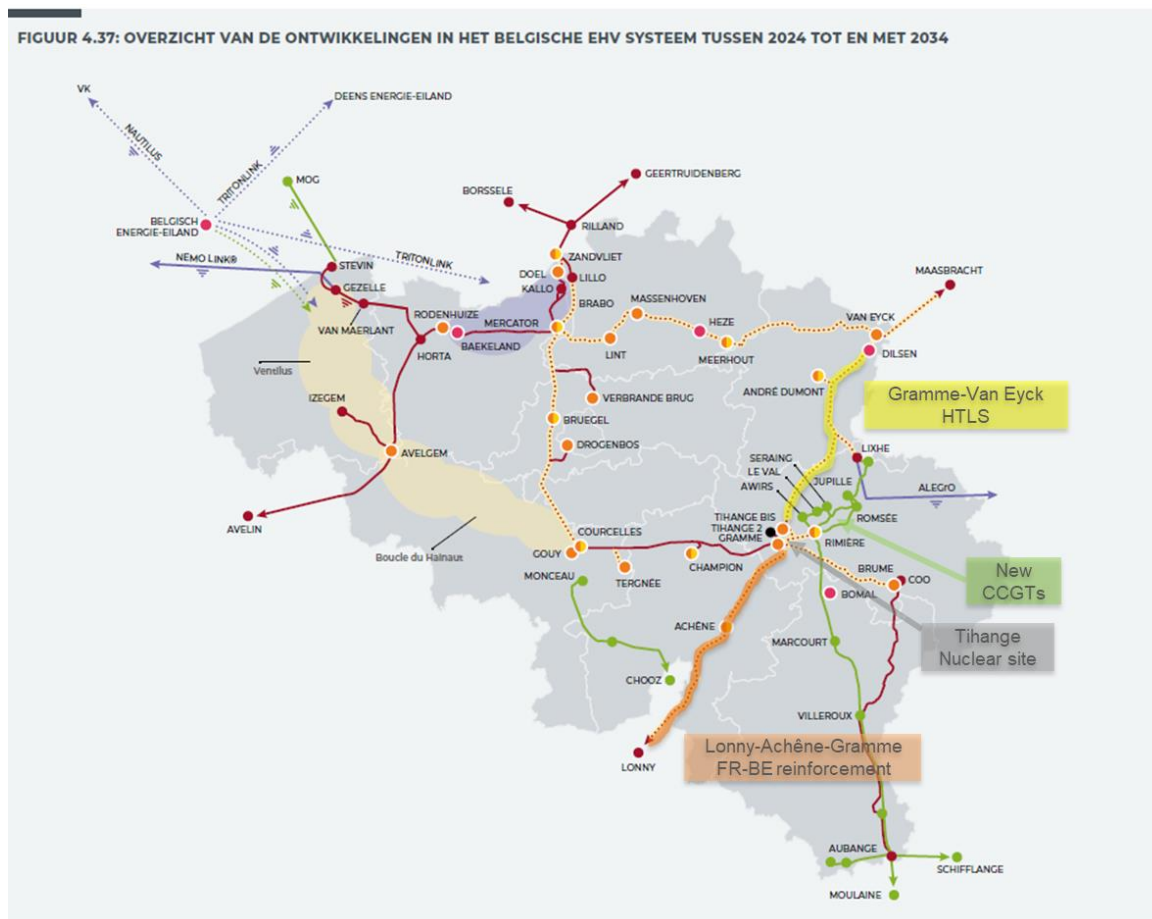 FIGUUR 4.37: OVERZICHT VAN DE ONTWIKKELINGEN IN HET BELGISCHE EHV SYSTEEM TUSSEN 2024 TOT EN MET 2034
VK
DEENS ENERGIE-EILAND
NAUTILUS
TRITONLINK
MOG
BELGISCH
ENERGIE-EILAND
NEMO LINK®
TRITONLINK
STEVIN
GEZELLE
VAN MAERLANT
BORSSELE
GEERTRUIDENBERG
RILLAND
ZANDVLIET
DOEL
LILLO
KALLO
BRABO
MASSENHOVEN
MAASBRACHT
RODENHUIZE
MERCATOR
HEZE
VAN EYCK
BAEKELAND
HORTA
LINT
MEERHOUT
DILSEN
Ventilus
ANDRÉ DUMONT
Gramme-Van Eyck
HTLS
IZEGEM
VERBRANDE BRUG
BRUEGEL
DROGENBOS
AVELGEM
LIXHE
SERAING
LE VAL
AWIRS
JUPILLE
ALEGrO
AVELIN
TIHANGE BIS
TIHANGE 2
GRAMME
ROMSÉE
RIMIÈRE
COURCELLES
GOUY
Boucle du Hainaut
MONCEAU
TERGNÉE
CHAMPION
BRUME
COO
BOMAL
New
CCGTs
ACHÊNE
MARCOURT
Tihange
Nuclear site
CHOOZ
VILLEROUX
LONNY
Lonny-Achêne-Gramme
FR-BE reinforcement
AUBANGE
SCHIFFLANGE
MOULAINE